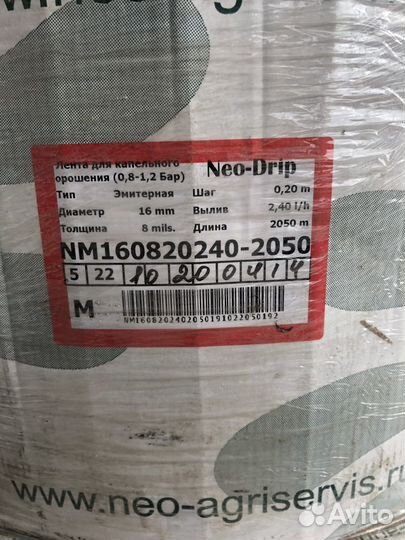 Лента для капельного
орошения (0,8-1,2 Бар) Neo-Drip
Тип Эмитерная Шаг 0,20 m
Диаметр 16 mm Вылив 2,40 l/h
Толщина 8 mils. Длина 2050 m
NM160820240-2050
5 22 10 20 0 4 1 4
M
NM1608202402050191022050192
www.neo-agriservis.ru
Avito